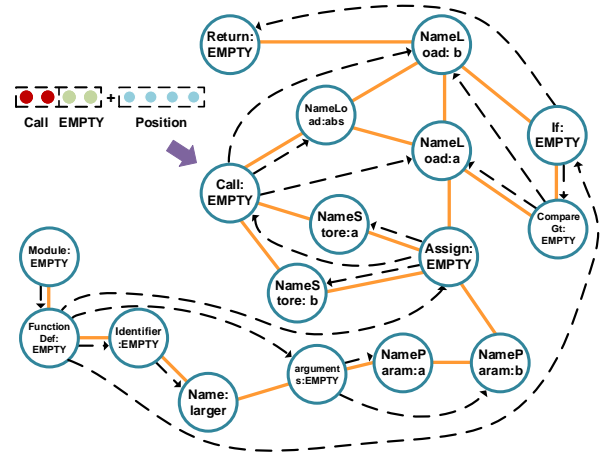 Return:
EMPTY
NameL
oad: b
NameLo
ad:abs
If:
EMPTY
+
Call EMPTY Position
NameL
oad:a
Call:
EMPTY
NameS
tore:a
Compare
Gt:
EMPTY
Module:
EMPTY
Assign:
EMPTY
NameS
tore: b
Function
Def:
EMPTY
Identifier
:EMPTY
argument
s:EMPTY
NameP
aram:a
NameP
aram:b
Name:
larger